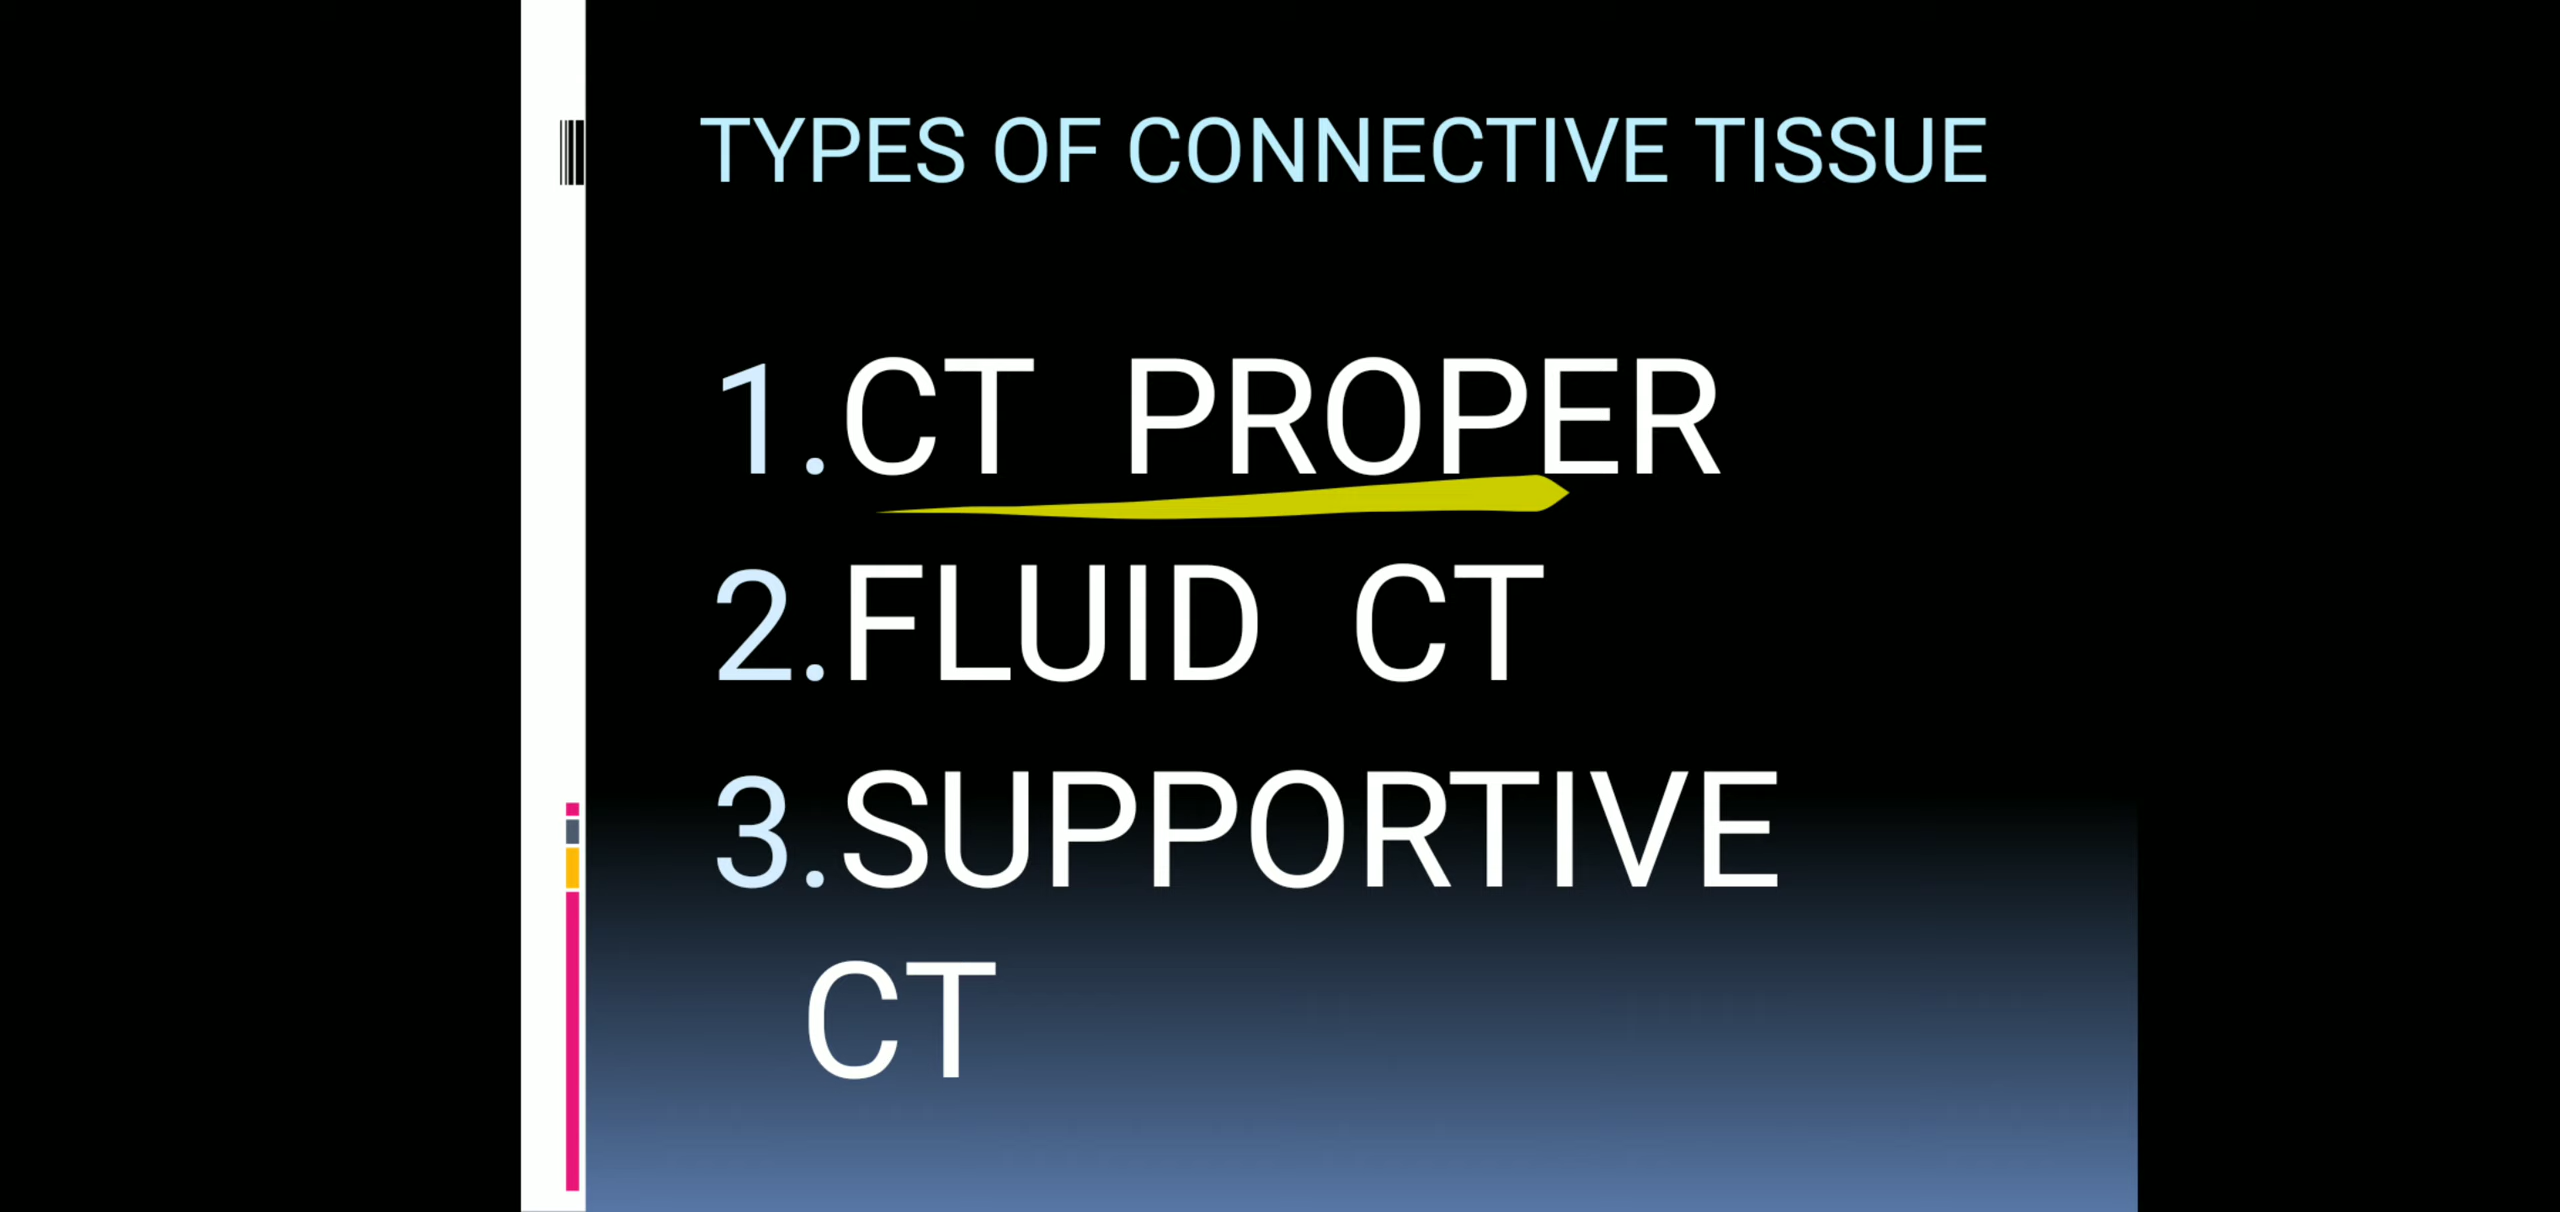 TYPES OF CONNECTIVE TISSUE
1.CT PROPER
2.FLUID CT
3.SUPPORTIVE
CT